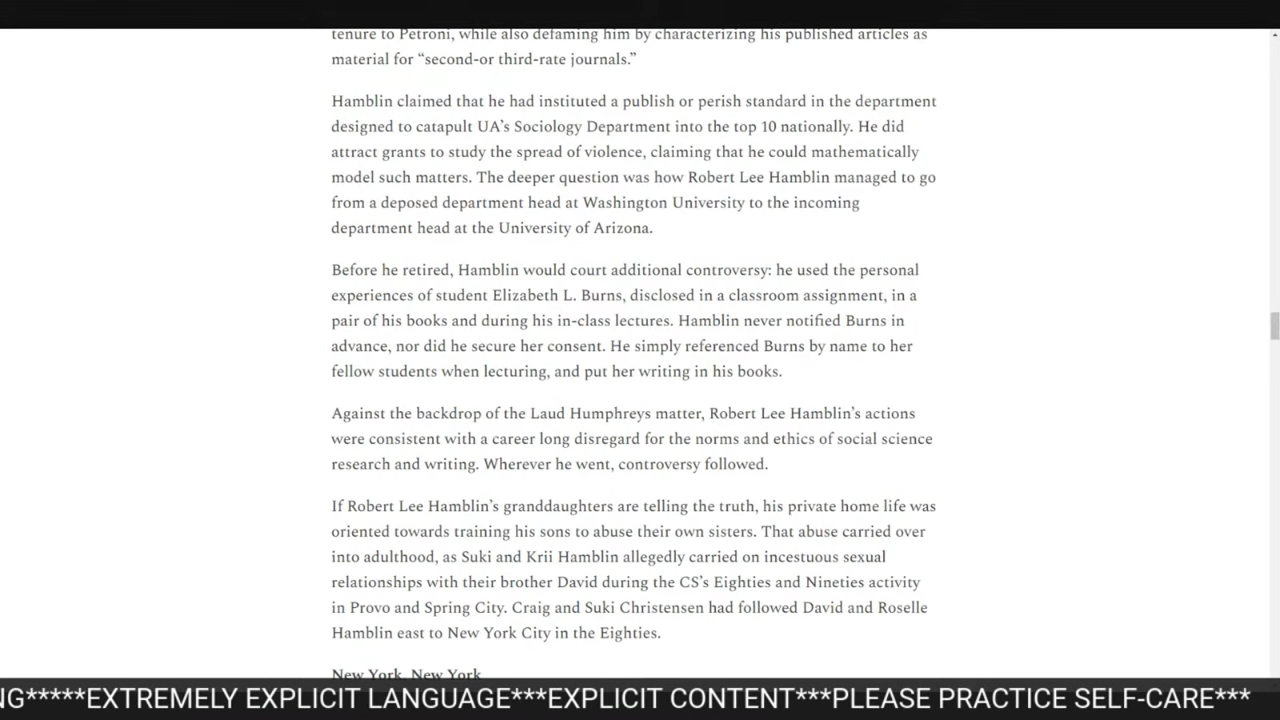 tenure to Petroni, while also defaming him by characterizing his published articles as
material for “second-or third-rate journals.”
Hamblin claimed that he had instituted a publish or perish standard in the department
designed to catapult UA’s Sociology Department into the top 10 nationally. He did
attract grants to study the spread of violence, claiming that he could mathematically
model such matters. The deeper question was how Robert Lee Hamblin managed to go
from a deposed department head at Washington University to the incoming
department head at the University of Arizona.
Before he retired, Hamblin would court additional controversy: he used the personal
experiences of student Elizabeth L. Burns, disclosed in a classroom assignment, in a
pair of his books and during his in-class lectures. Hamblin never notified Burns in
advance, nor did he secure her consent. He simply referenced Burns by name to her
fellow students when lecturing, and put her writing in his books.
Against the backdrop of the Laud Humphreys matter, Robert Lee Hamblin’s actions
were consistent with a career long disregard for the norms and ethics of social science
research and writing. Wherever he went, controversy followed.
If Robert Lee Hamblin’s granddaughters are telling the truth, his private home life was
oriented towards training his sons to abuse their own sisters. That abuse carried over
into adulthood, as Suki and Krii Hamblin allegedly carried on incestuous sexual
relationships with their brother David during the CS’s Eighties and Nineties activity
in Provo and Spring City. Craig and Suki Christensen had followed David and Roselle
Hamblin east to New York City in the Eighties.
New York, New York
NG*****EXTREMELY EXPLICIT LANGUAGE***EXPLICIT CONTENT***PLEASE PRACTICE SELF-CARE***